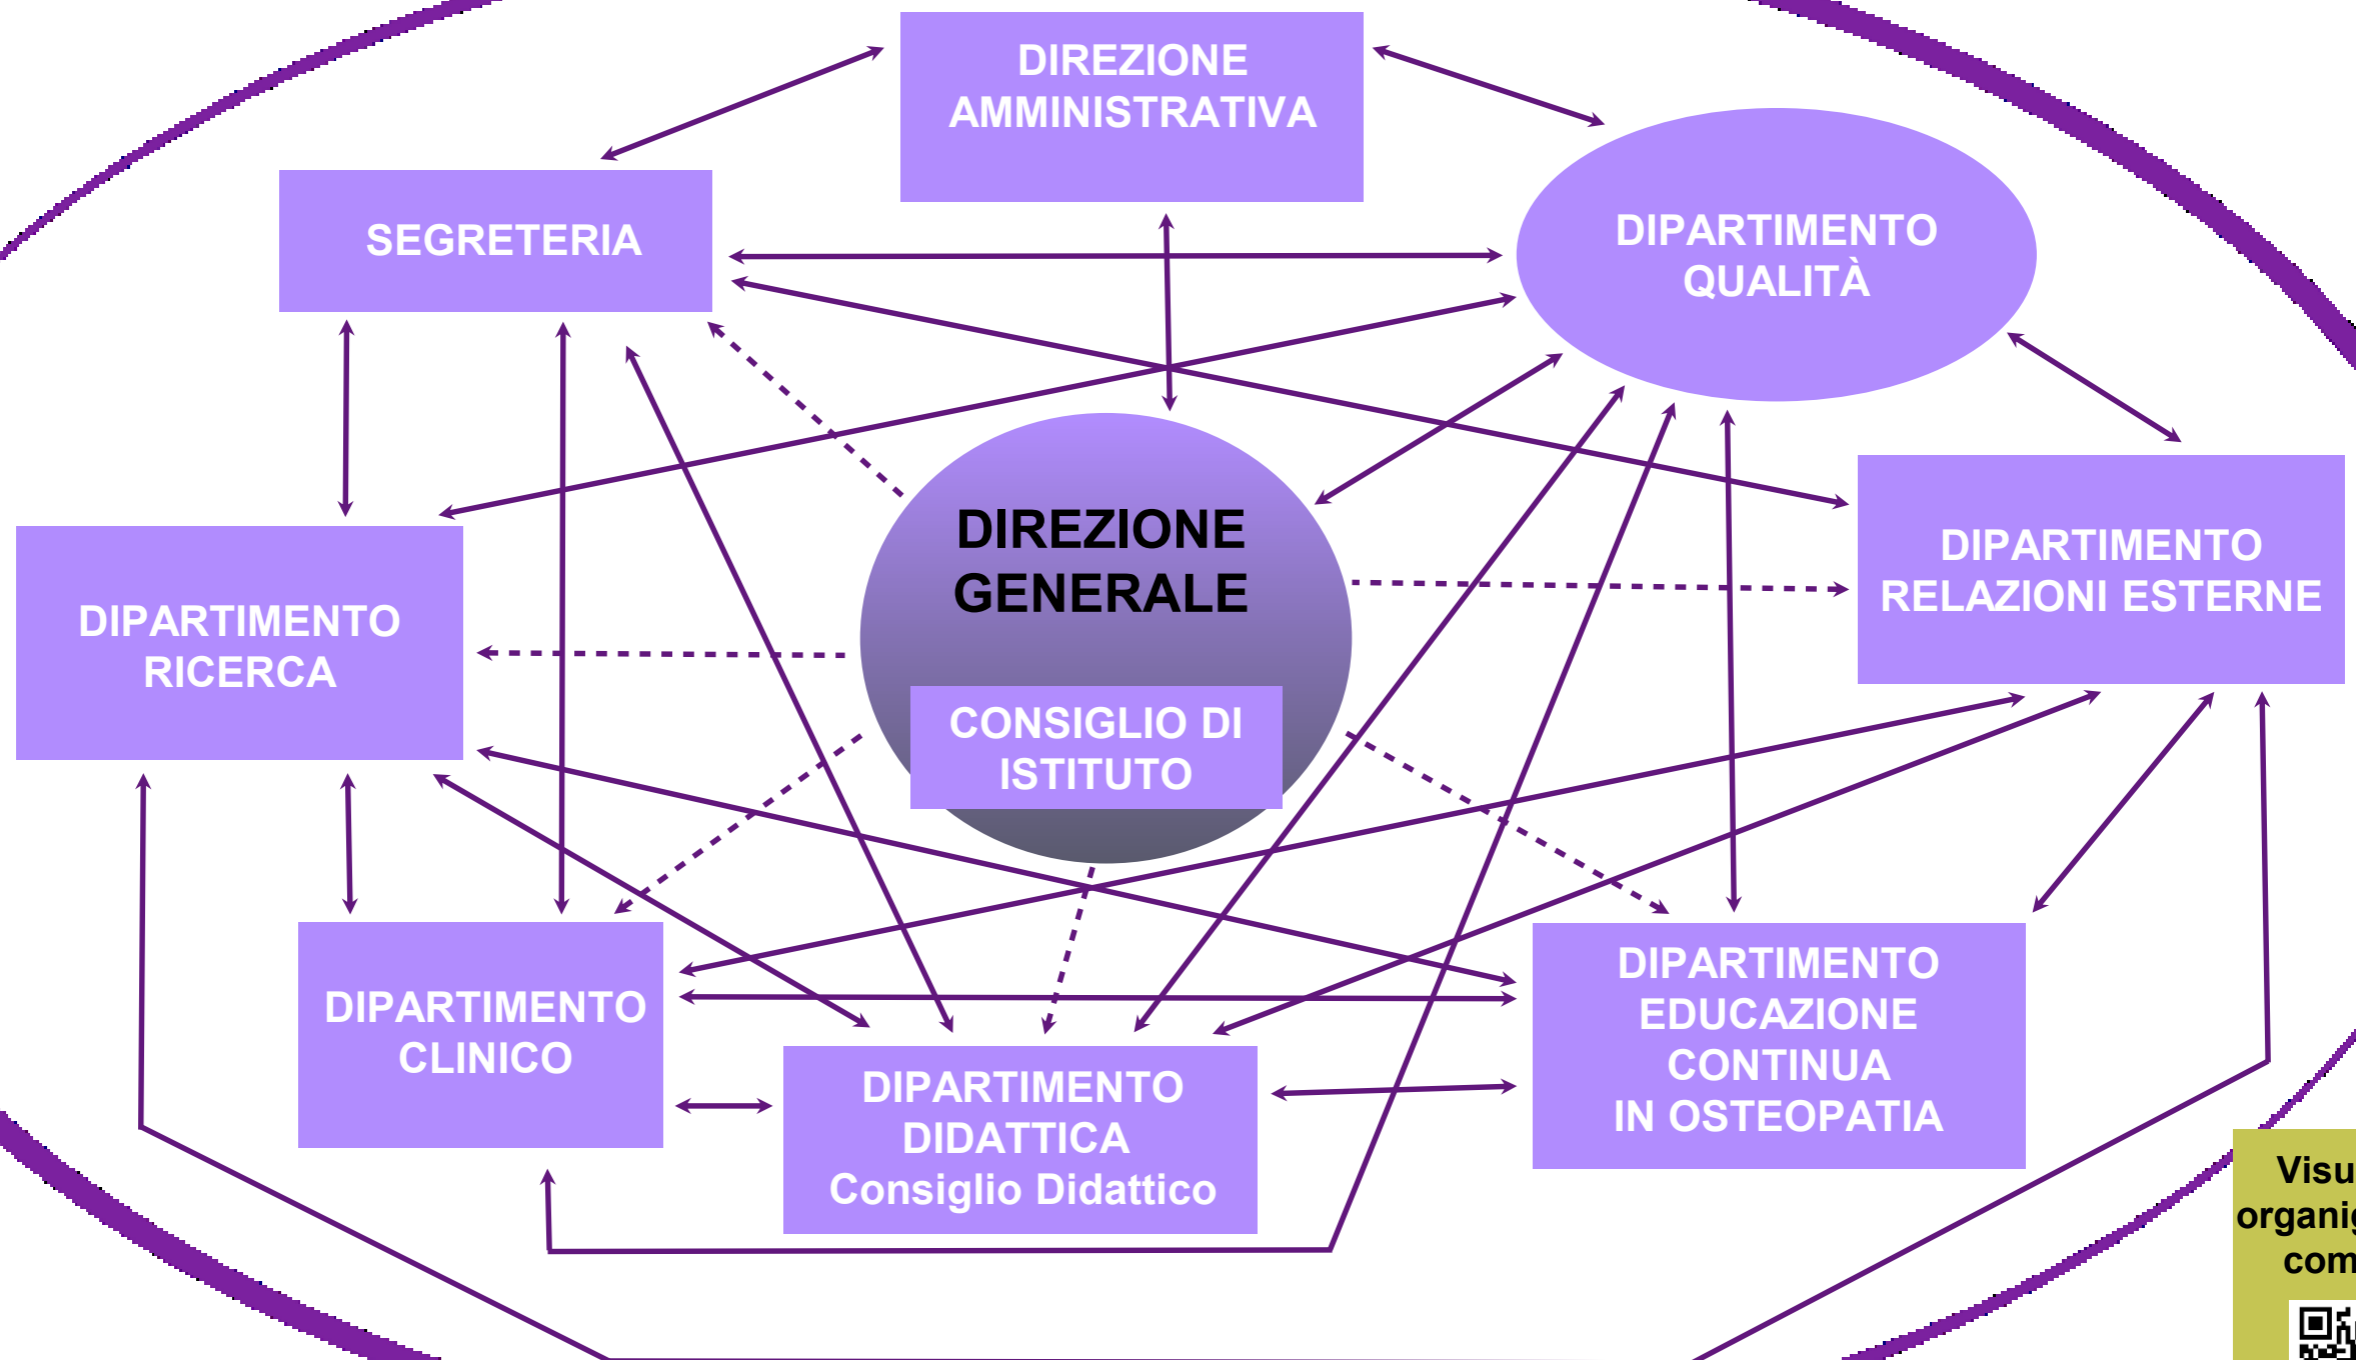 DIREZIONE
AMMINISTRATIVA
SEGRETERIA
DIPARTIMENTO
QUALITÀ
DIREZIONE
GENERALE
DIPARTIMENTO
RELAZIONI ESTERNE
DIPARTIMENTO
RICERCA
CONSIGLIO DI
ISTITUTO
DIPARTIMENTO
CLINICO
DIPARTIMENTO
DIDATTICA
Consiglio Didattico
DIPARTIMENTO
EDUCAZIONE
CONTINUA
IN OSTEOPATIA